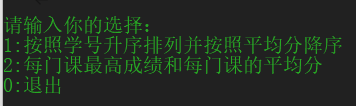 请输入你的选择:
1:按照学号升序排列并按照平均分降序
2:每门课最高成绩和每门课的平均分
0:退出